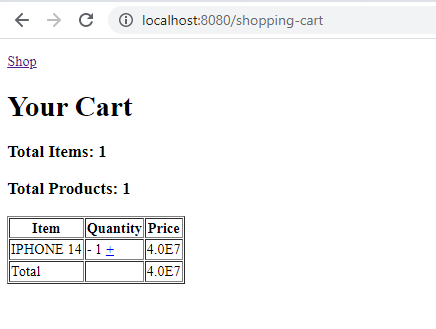 localhost:8080/shopping-cart
Shop
Your Cart
Total Items: 1
Total Products: 1
Item Quantity Price
IPHONE 14 - 1 + 4.0E7
Total 4.0E7